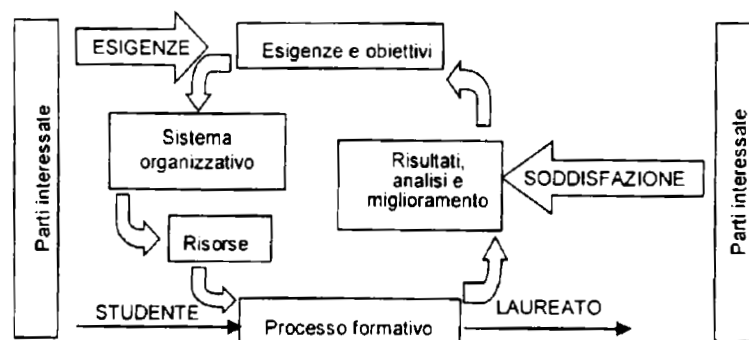 Parti interessate
ESIGENZE
Esigenze e obiettivi
Sistema
organizzativo
Risultati,
analisi e
miglioramento
SODDISFAZIONE
Parti interessate
Risorse
STUDENTE
Processo formativo
LAUREATO